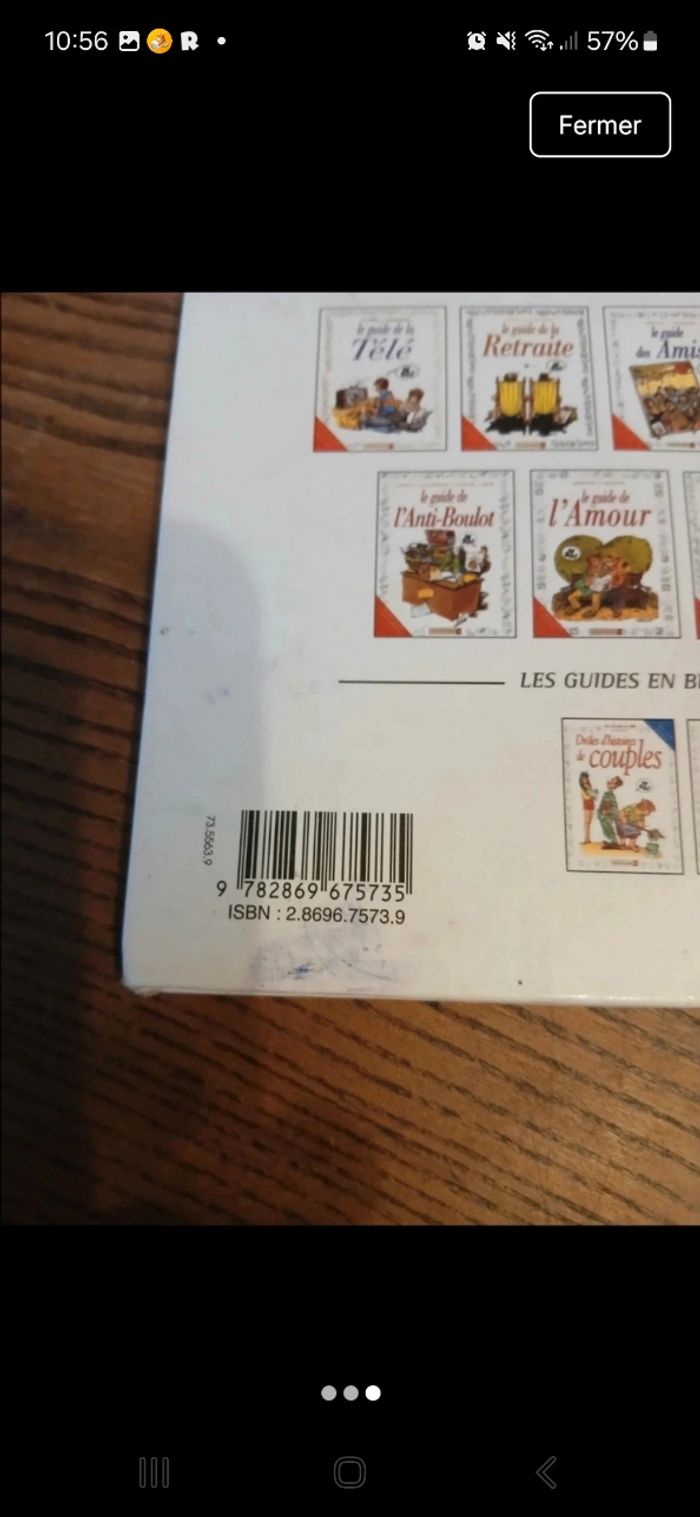 10:56
57%
Fermer
le guide de la
Télé
le guide de la
Retraite
le guide
des Amis
le guide de
l'Anti-Boulot
le guide de
l'Amour
LES GUIDES EN B
Drôles d'histoires
de couples
73.5563.9
9 782869 675735
ISBN : 2.8696.7573.9